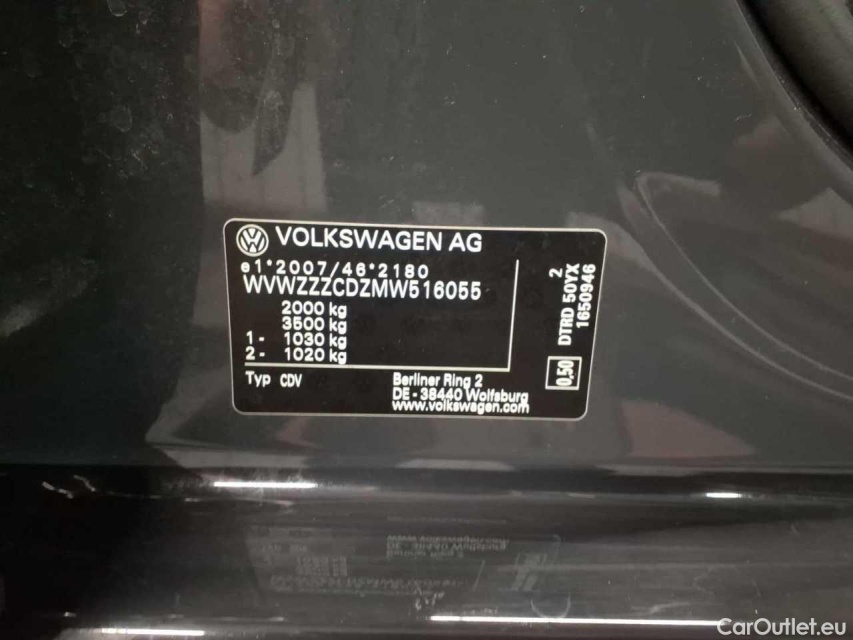 VOLKSWAGEN AG
e1*2007/46*2180
WVWZZZCDZMW516055
2000 kg
3500 kg
1- 1030 kg
2- 1020 kg
Typ CDV
Berliner Ring 2
DE-38440 Wolfsburg
www.volkswagen.com
2
DTRD 50YX
1650946
0.50
CarOutlet.eu